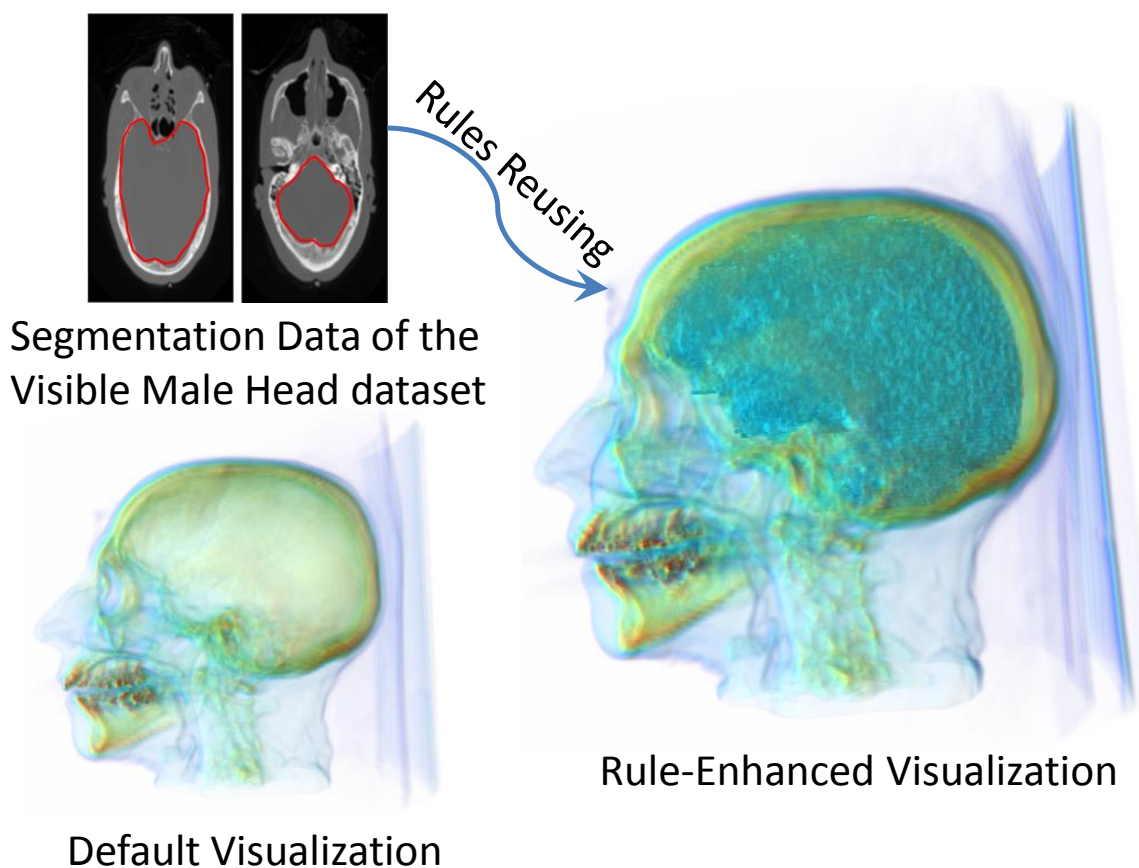 Rules Reusing
Segmentation Data of the
Visible Male Head dataset
Rule-Enhanced Visualization
Default Visualization